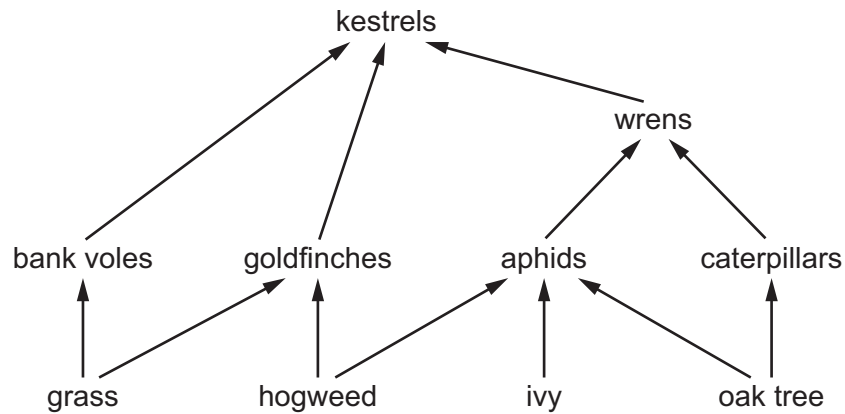 kestrels
wrens
bank voles
goldfinches
aphids
caterpillars
grass
hogweed
ivy
oak tree